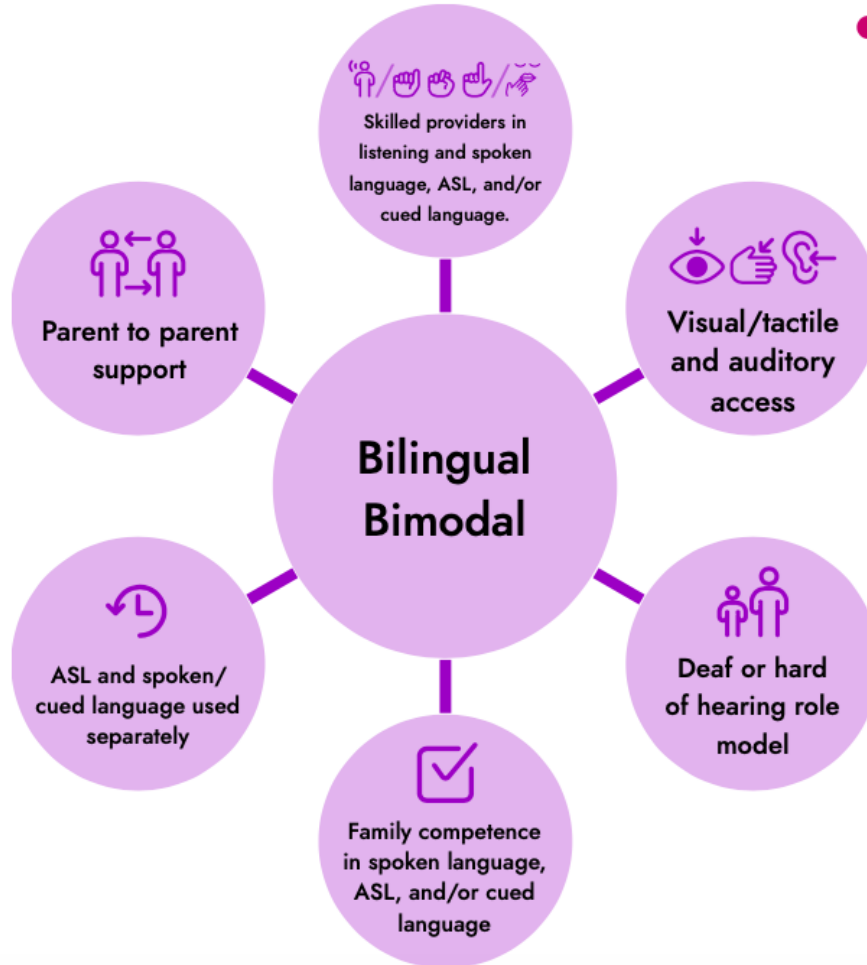 Skilled providers in
listening and spoken
language, ASL, and/or
cued language.
Parent to parent
support
Visual/tactile
and auditory
access
Bilingual
Bimodal
ASL and spoken/
cued language used
separately
Deaf or hard
of hearing role
model
Family competence
in spoken language,
ASL, and/or cued
language